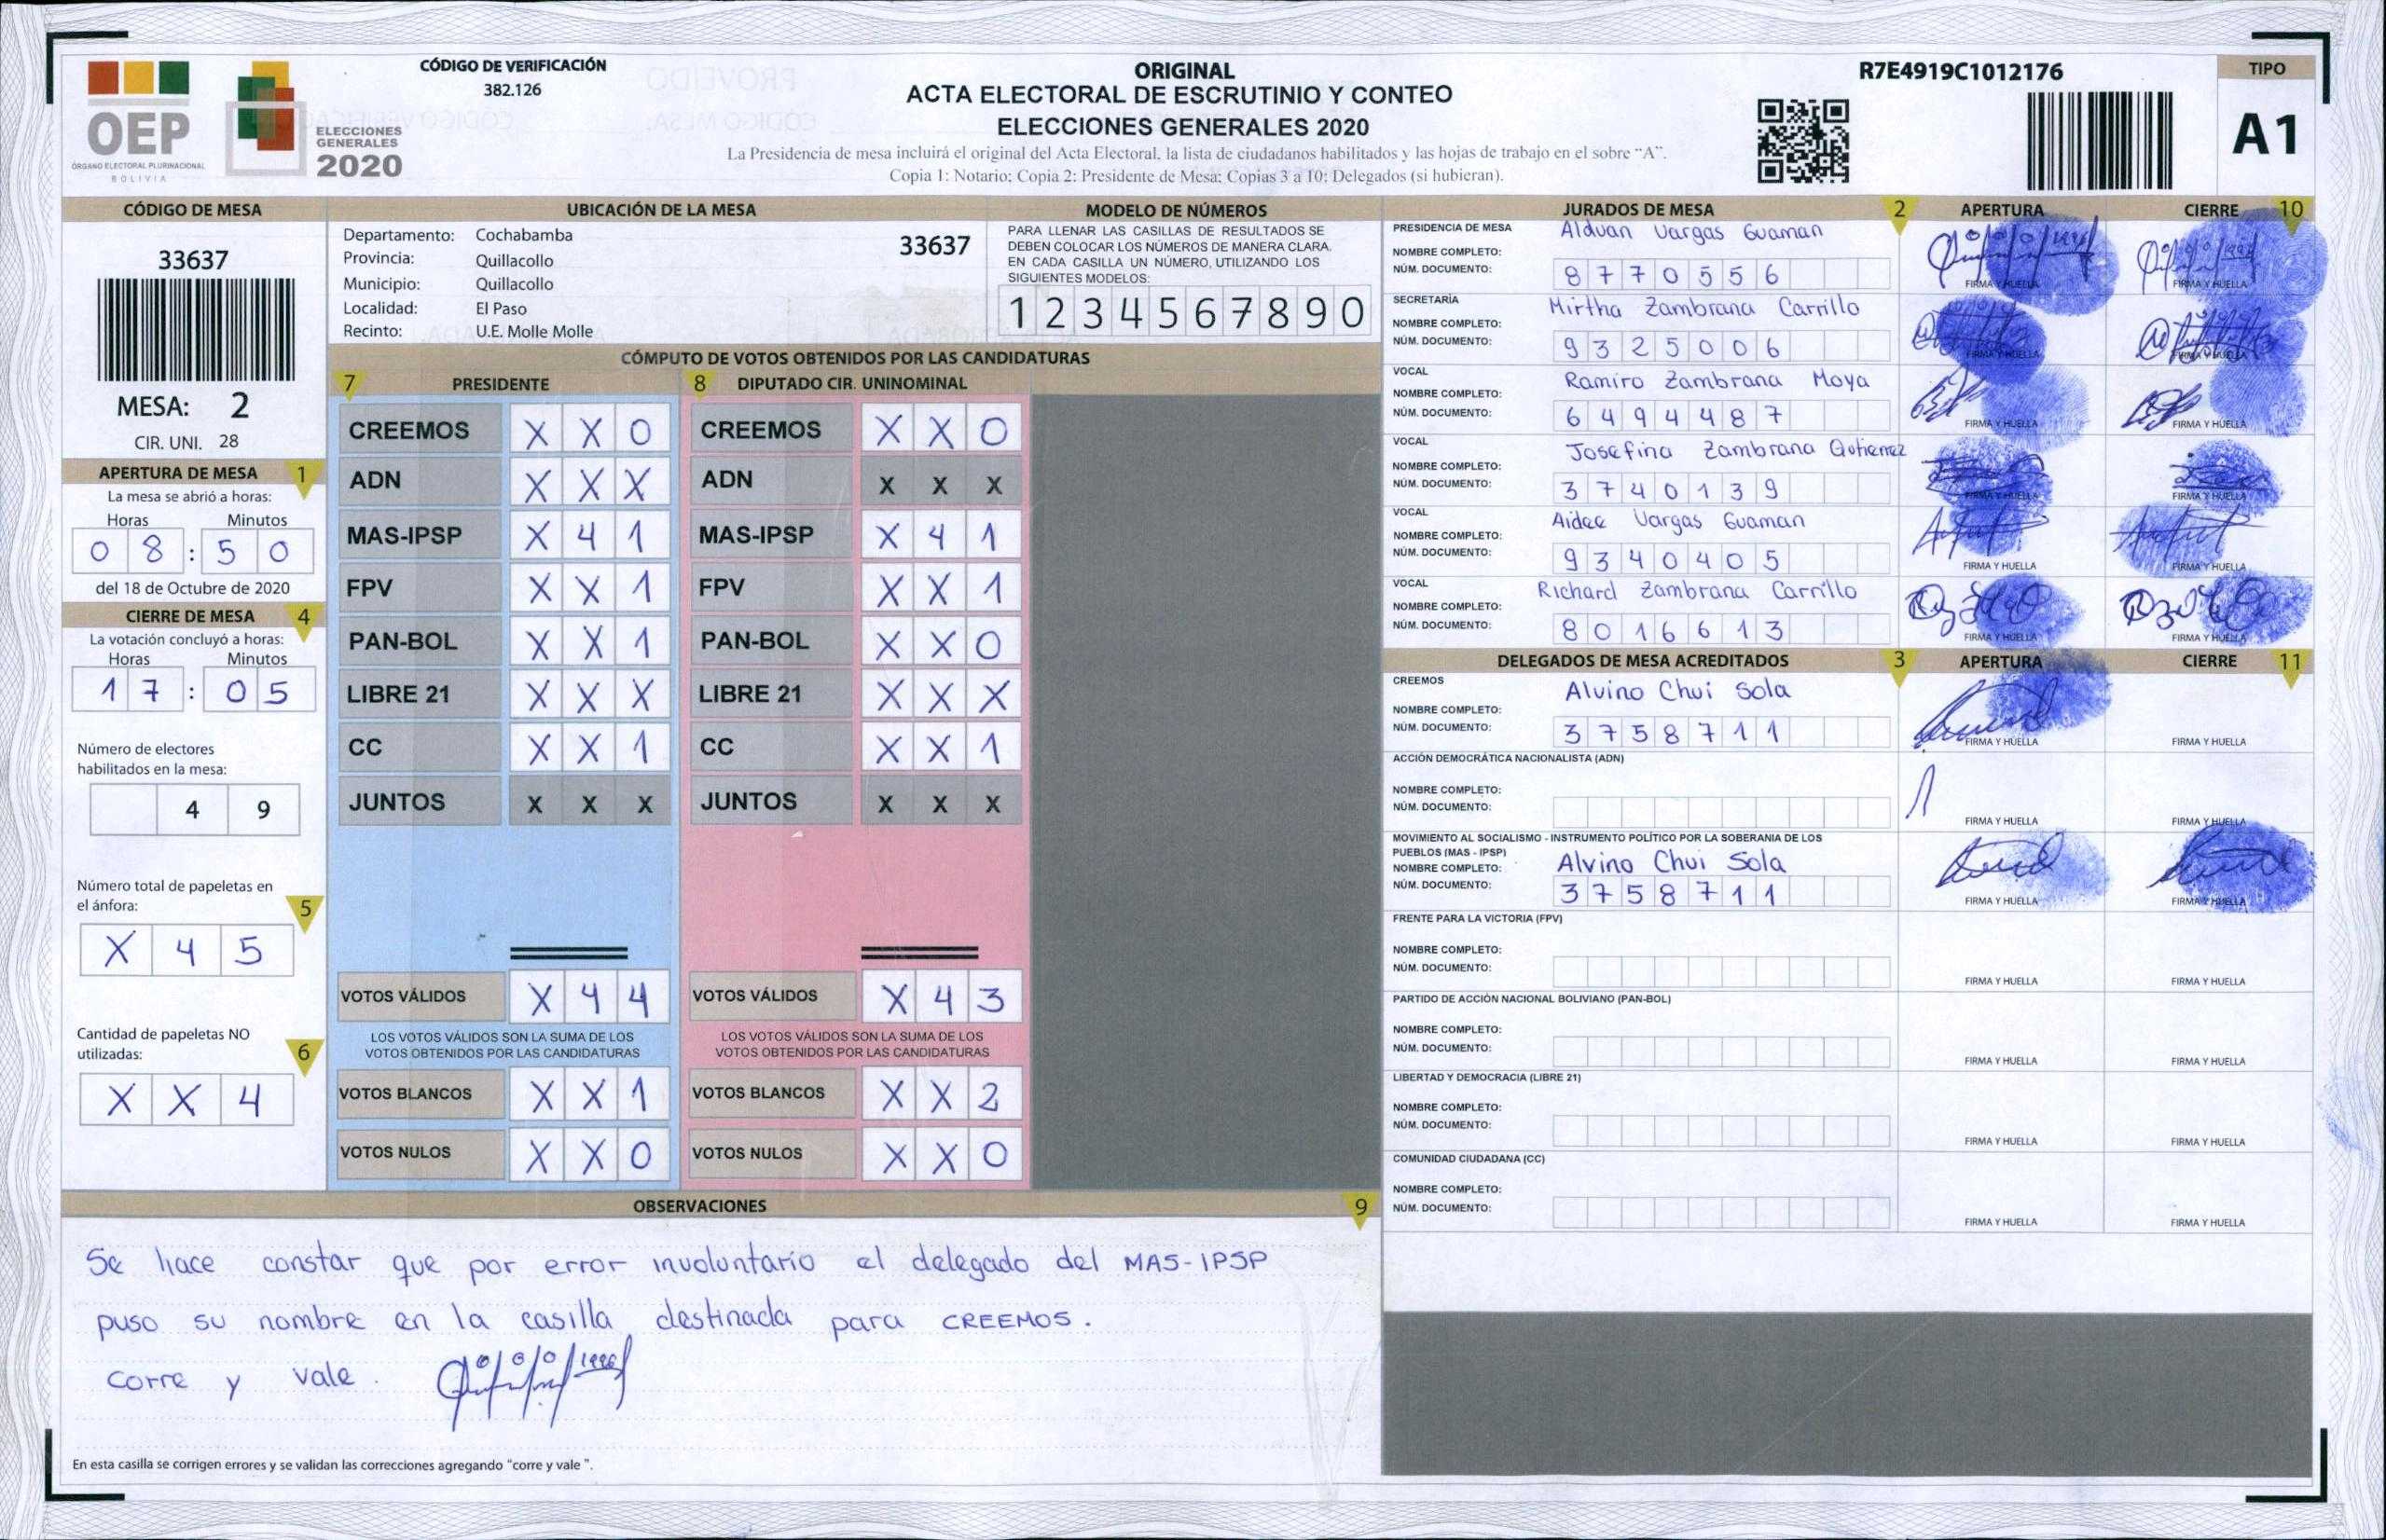 CÓDIGO DE VERIFICACIÓN
382.126
OEP
ÓRGANO ELECTORAL PLURINACIONAL
BOLIVIA
ELECCIONES
GENERALES
2020
ORIGINAL
ACTA ELECTORAL DE ESCRUTINIO Y CONTEO
ELECCIONES GENERALES 2020
La Presidencia de mesa incluirá el original del Acta Electoral, la lista de ciudadanos habilitados y las hojas de trabajo en el sobre “A”.
Copia 1: Notario; Copia 2: Presidente de Mesa; Copias 3 a 10: Delegados (si hubieran).
R7E4919C1012176
TIPO
A1
CÓDIGO DE MESA
33637
MESA: 2
CIR. UNI. 28
APERTURA DE MESA 1
La mesa se abrió a horas:
Horas Minutos
0 8 : 5 0
del 18 de Octubre de 2020
CIERRE DE MESA 4
La votación concluyó a horas:
Horas Minutos
1 7 : 0 5
Número de electores
habilitados en la mesa:
4 9
Número total de papeletas en
el ánfora: 5
X 4 5
Cantidad de papeletas NO
utilizadas: 6
X X 4
UBICACIÓN DE LA MESA
Departamento: Cochabamba
33637
Provincia: Quillacollo
Municipio: Quillacollo
Localidad: El Paso
Recinto: U.E. Molle Molle
MODELO DE NÚMEROS
PARA LLENAR LAS CASILLAS DE RESULTADOS SE
DEBEN COLOCAR LOS NÚMEROS DE MANERA CLARA.
EN CADA CASILLA UN NÚMERO, UTILIZANDO LOS
SIGUIENTES MODELOS:
1 2 3 4 5 6 7 8 9 0
CÓMPUTO DE VOTOS OBTENIDOS POR LAS CANDIDATURAS
7 PRESIDENTE
CREEMOS X X 0
ADN X X X
MAS-IPSP X 4 1
FPV X X 1
PAN-BOL X X 1
LIBRE 21 X X X
CC X X 1
JUNTOS X X X
VOTOS VÁLIDOS X 4 4
LOS VOTOS VÁLIDOS SON LA SUMA DE LOS
VOTOS OBTENIDOS POR LAS CANDIDATURAS
VOTOS BLANCOS X X 1
VOTOS NULOS X X 0
8 DIPUTADO CIR. UNINOMINAL
CREEMOS X X 0
ADN X X X
MAS-IPSP X 4 1
FPV X X 1
PAN-BOL X X 0
LIBRE 21 X X X
CC X X 1
JUNTOS X X X
VOTOS VÁLIDOS X 4 3
LOS VOTOS VÁLIDOS SON LA SUMA DE LOS
VOTOS OBTENIDOS POR LAS CANDIDATURAS
VOTOS BLANCOS X X 2
VOTOS NULOS X X 0
OBSERVACIONES 9
Se hace constar que por error involuntario el delegado del MAS-IPSP
puso su nombre en la casilla destinada para CREEMOS.
corre y vale.
En esta casilla se corrigen errores y se validan las correcciones agregando “corre y vale ”.
JURADOS DE MESA 2 APERTURA CIERRE 10
PRESIDENCIA DE MESA
NOMBRE COMPLETO: Alduan Vargas Guaman
NÚM. DOCUMENTO: 8 7 7 0 5 5 6
FIRMA Y HUELLA FIRMA Y HUELLA
SECRETARÍA
NOMBRE COMPLETO: Mirtha Zambrana Carrillo
NÚM. DOCUMENTO: 9 3 2 5 0 0 6
FIRMA Y HUELLA FIRMA Y HUELLA
VOCAL
NOMBRE COMPLETO: Ramiro Zambrana Moya
NÚM. DOCUMENTO: 6 4 9 4 4 8 7
FIRMA Y HUELLA FIRMA Y HUELLA
VOCAL
NOMBRE COMPLETO: Josefina Zambrana Gutierrez
NÚM. DOCUMENTO: 3 7 4 0 1 3 9
FIRMA Y HUELLA FIRMA Y HUELLA
VOCAL
NOMBRE COMPLETO: Aidee Vargas Guaman
NÚM. DOCUMENTO: 9 3 4 0 4 0 5
FIRMA Y HUELLA FIRMA Y HUELLA
VOCAL
NOMBRE COMPLETO: Richard Zambrana Carrillo
NÚM. DOCUMENTO: 8 0 1 6 6 1 3
FIRMA Y HUELLA FIRMA Y HUELLA
DELEGADOS DE MESA ACREDITADOS 3 APERTURA CIERRE 11
CREEMOS
NOMBRE COMPLETO: Alvino Chui Sola
NÚM. DOCUMENTO: 3 7 5 8 7 1 1
FIRMA Y HUELLA FIRMA Y HUELLA
ACCIÓN DEMOCRÁTICA NACIONALISTA (ADN)
NOMBRE COMPLETO:
NÚM. DOCUMENTO:
FIRMA Y HUELLA FIRMA Y HUELLA
MOVIMIENTO AL SOCIALISMO - INSTRUMENTO POLÍTICO POR LA SOBERANIA DE LOS
PUEBLOS (MAS - IPSP)
NOMBRE COMPLETO: Alvino Chui Sola
NÚM. DOCUMENTO: 3 7 5 8 7 1 1
FIRMA Y HUELLA FIRMA Y HUELLA
FRENTE PARA LA VICTORIA (FPV)
NOMBRE COMPLETO:
NÚM. DOCUMENTO:
FIRMA Y HUELLA FIRMA Y HUELLA
PARTIDO DE ACCIÓN NACIONAL BOLIVIANO (PAN-BOL)
NOMBRE COMPLETO:
NÚM. DOCUMENTO:
FIRMA Y HUELLA FIRMA Y HUELLA
LIBERTAD Y DEMOCRACIA (LIBRE 21)
NOMBRE COMPLETO:
NÚM. DOCUMENTO:
FIRMA Y HUELLA FIRMA Y HUELLA
COMUNIDAD CIUDADANA (CC)
NOMBRE COMPLETO:
NÚM. DOCUMENTO:
FIRMA Y HUELLA FIRMA Y HUELLA